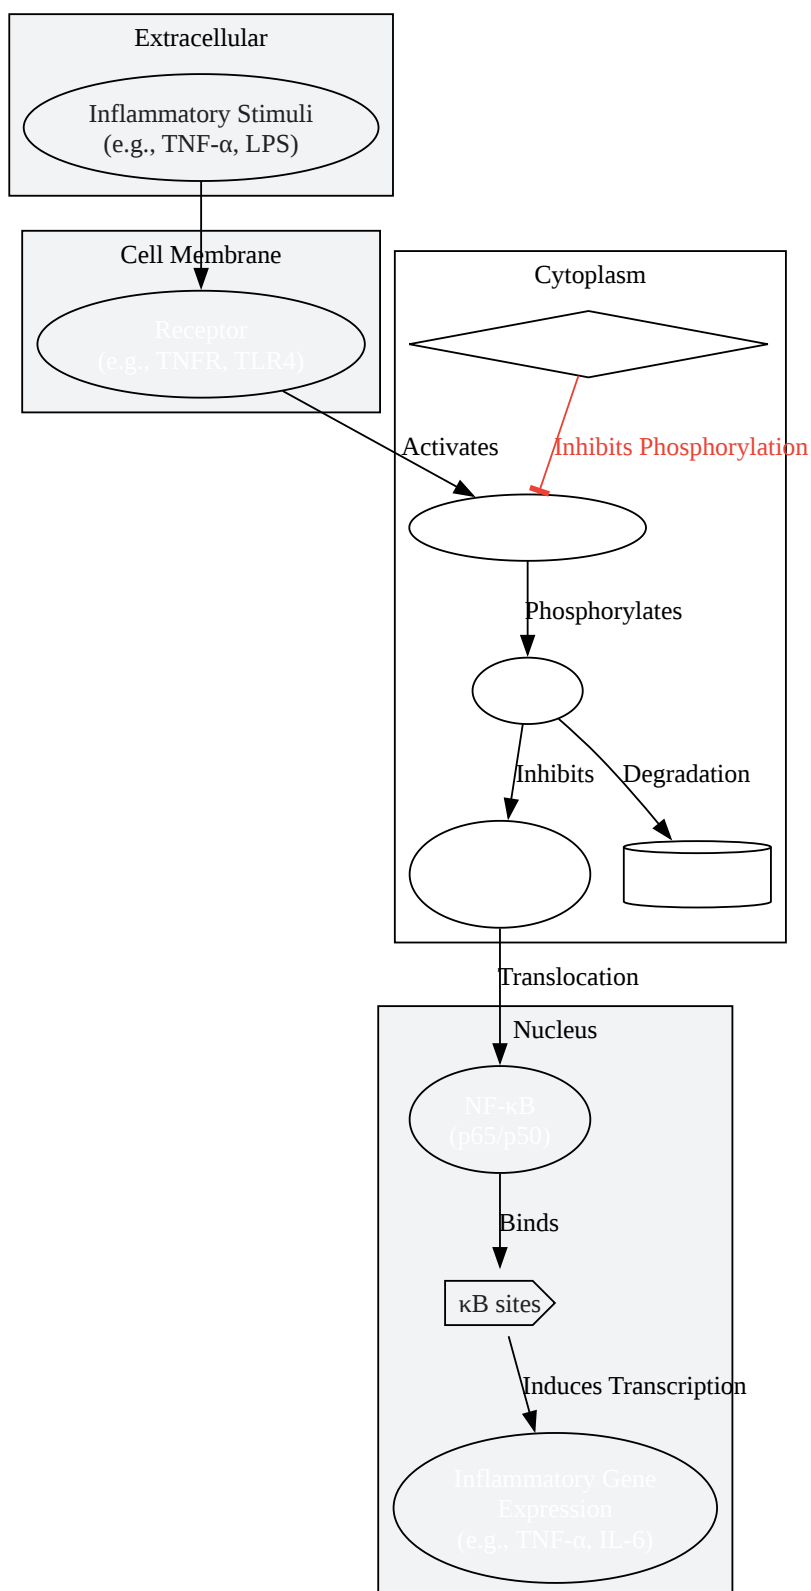 Extracellular
Inflammatory Stimuli
(e.g., TNF-α, LPS)
Cell Membrane
Receptor
(e.g., TNFR, TLR4)
Cytoplasm
Activates
Inhibits Phosphorylation
Phosphorylates
Inhibits
Degradation
Translocation
Nucleus
NF-κB
(p65/p50)
Binds
κB sites
Induces Transcription
Inflammatory Gene
Expression
(e.g., TNF-α, IL-6)